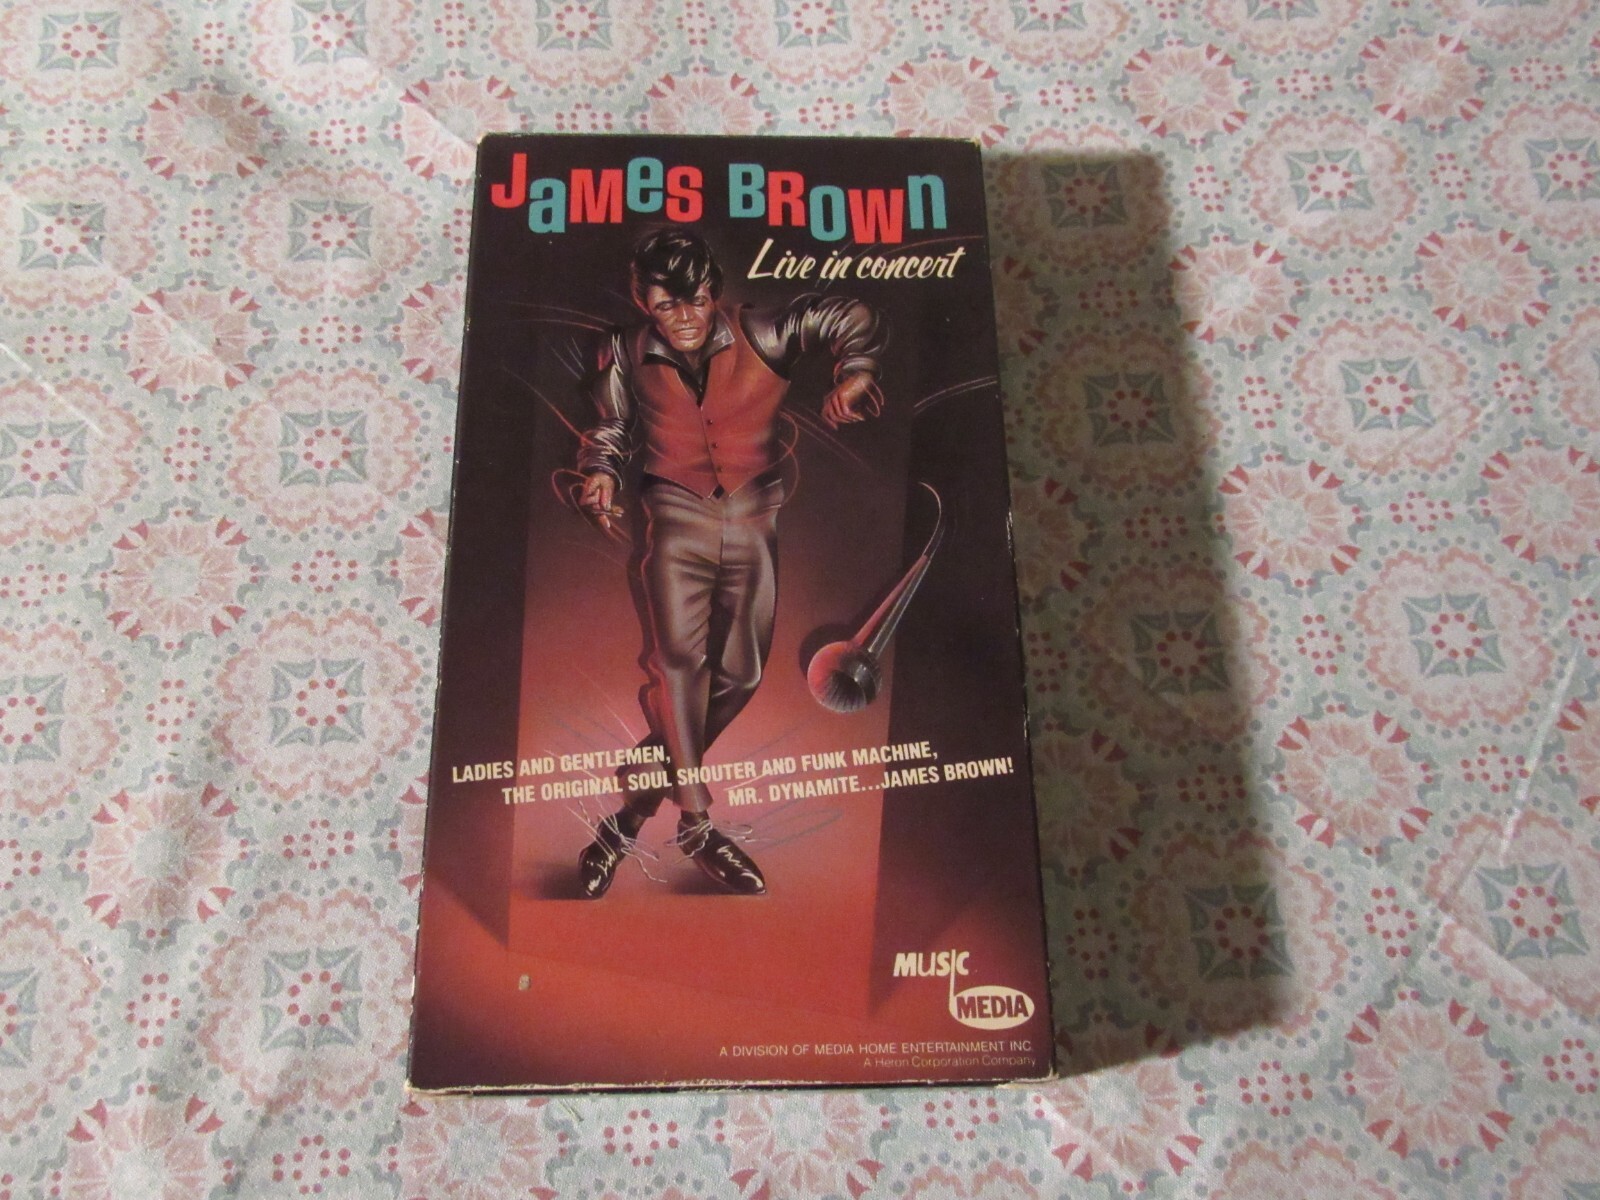 JaMeS BROWn
Live in concert
LADIES AND GENTLEMEN,
THE ORIGINAL SOUL SHOUTER AND FUNK MACHINE,
MR. DYNAMITE...JAMES BROWN!
MUSIC
MEDIA
A DIVISION OF MEDIA HOME ENTERTAINMENT INC.
A Heron Corporation Company